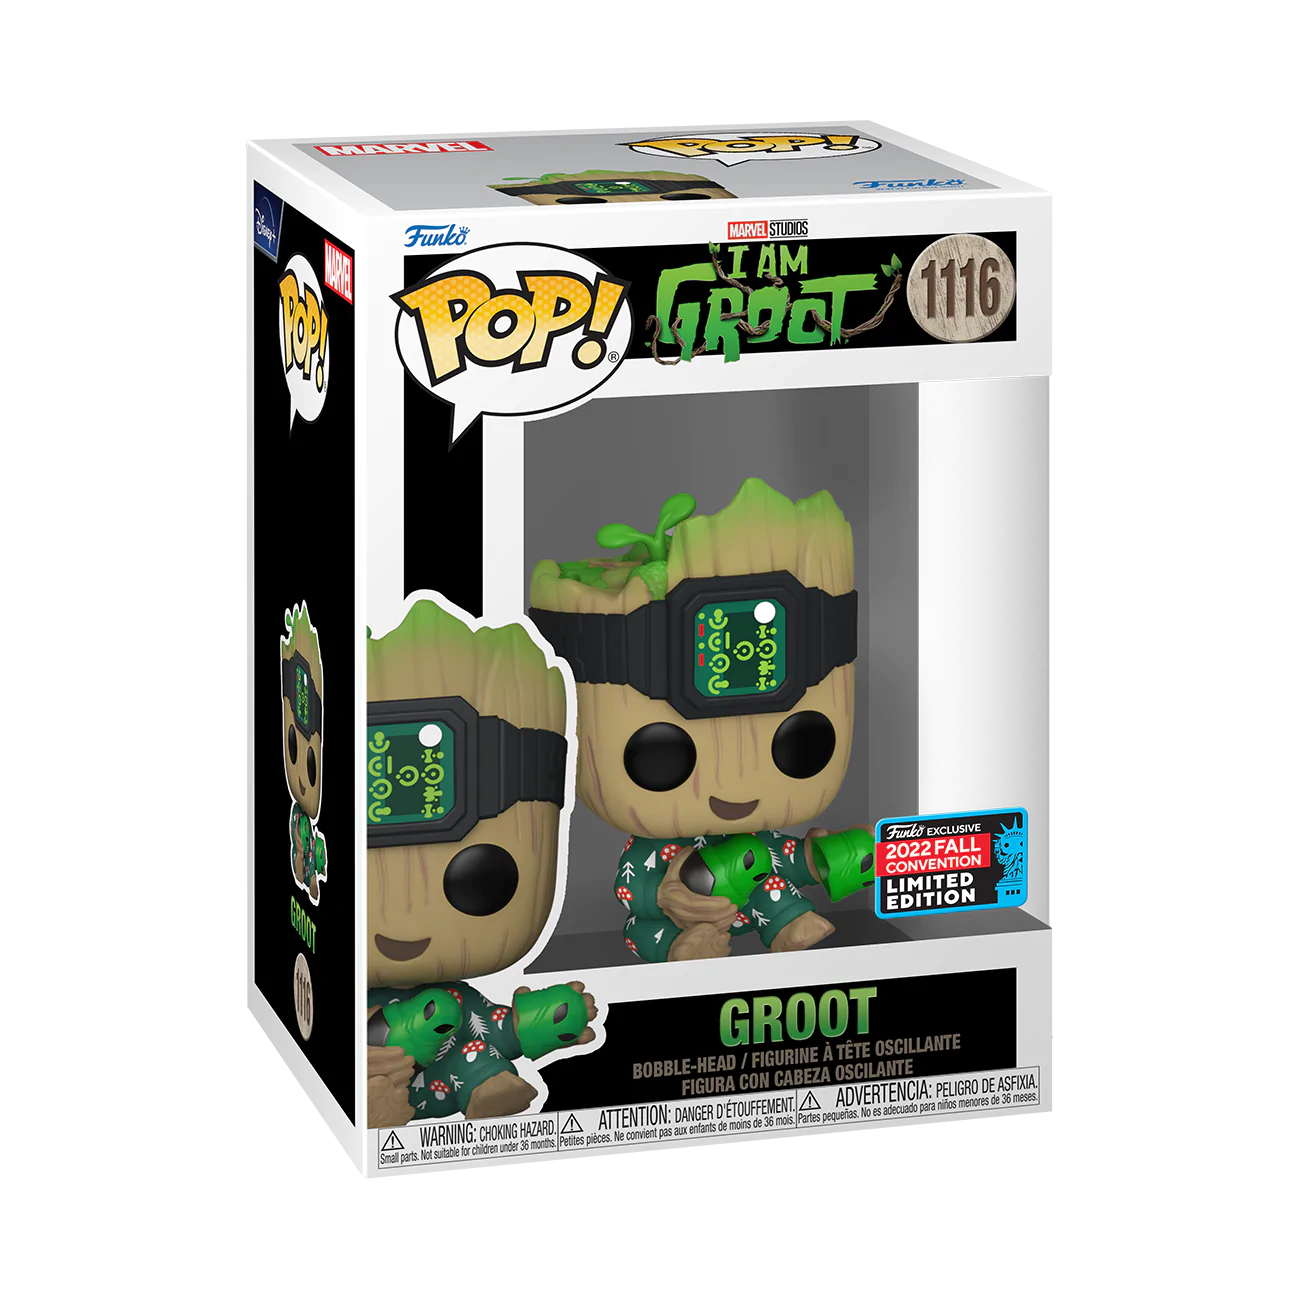 MARVEL
POP!
Funko
Disney+
MARVEL
POP!
GROOT
1116
Funko
POP!®
MARVEL STUDIOS
I AM
GROOT
1116
Funko EXCLUSIVE
2022 FALL
CONVENTION
LIMITED
EDITION
GROOT
BOBBLE-HEAD / FIGURINE À TÊTE OSCILLANTE
FIGURA CON CABEZA OSCILANTE
WARNING: CHOKING HAZARD.
Small parts. Not suitable for children under 36 months.
ATTENTION: DANGER D'ÉTOUFFEMENT.
Petites pièces. Ne convient pas aux enfants de moins de 36 mois.
ADVERTENCIA: PELIGRO DE ASFIXIA.
Partes pequeñas. No es adecuado para niños menores de 36 meses.